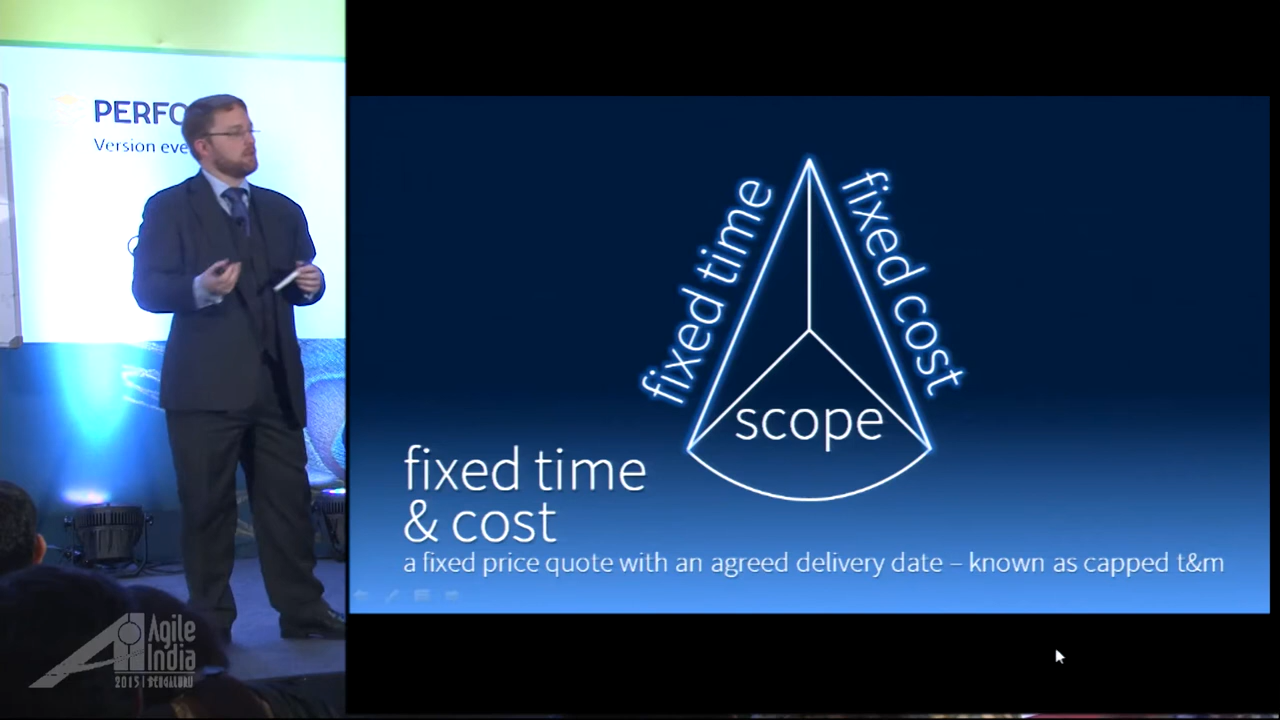 PERFO
Version eve
fixed time
fixed cost
scope
fixed time
& cost
a fixed price quote with an agreed delivery date – known as capped t&m
Agile
India
2015 | BENGALURU